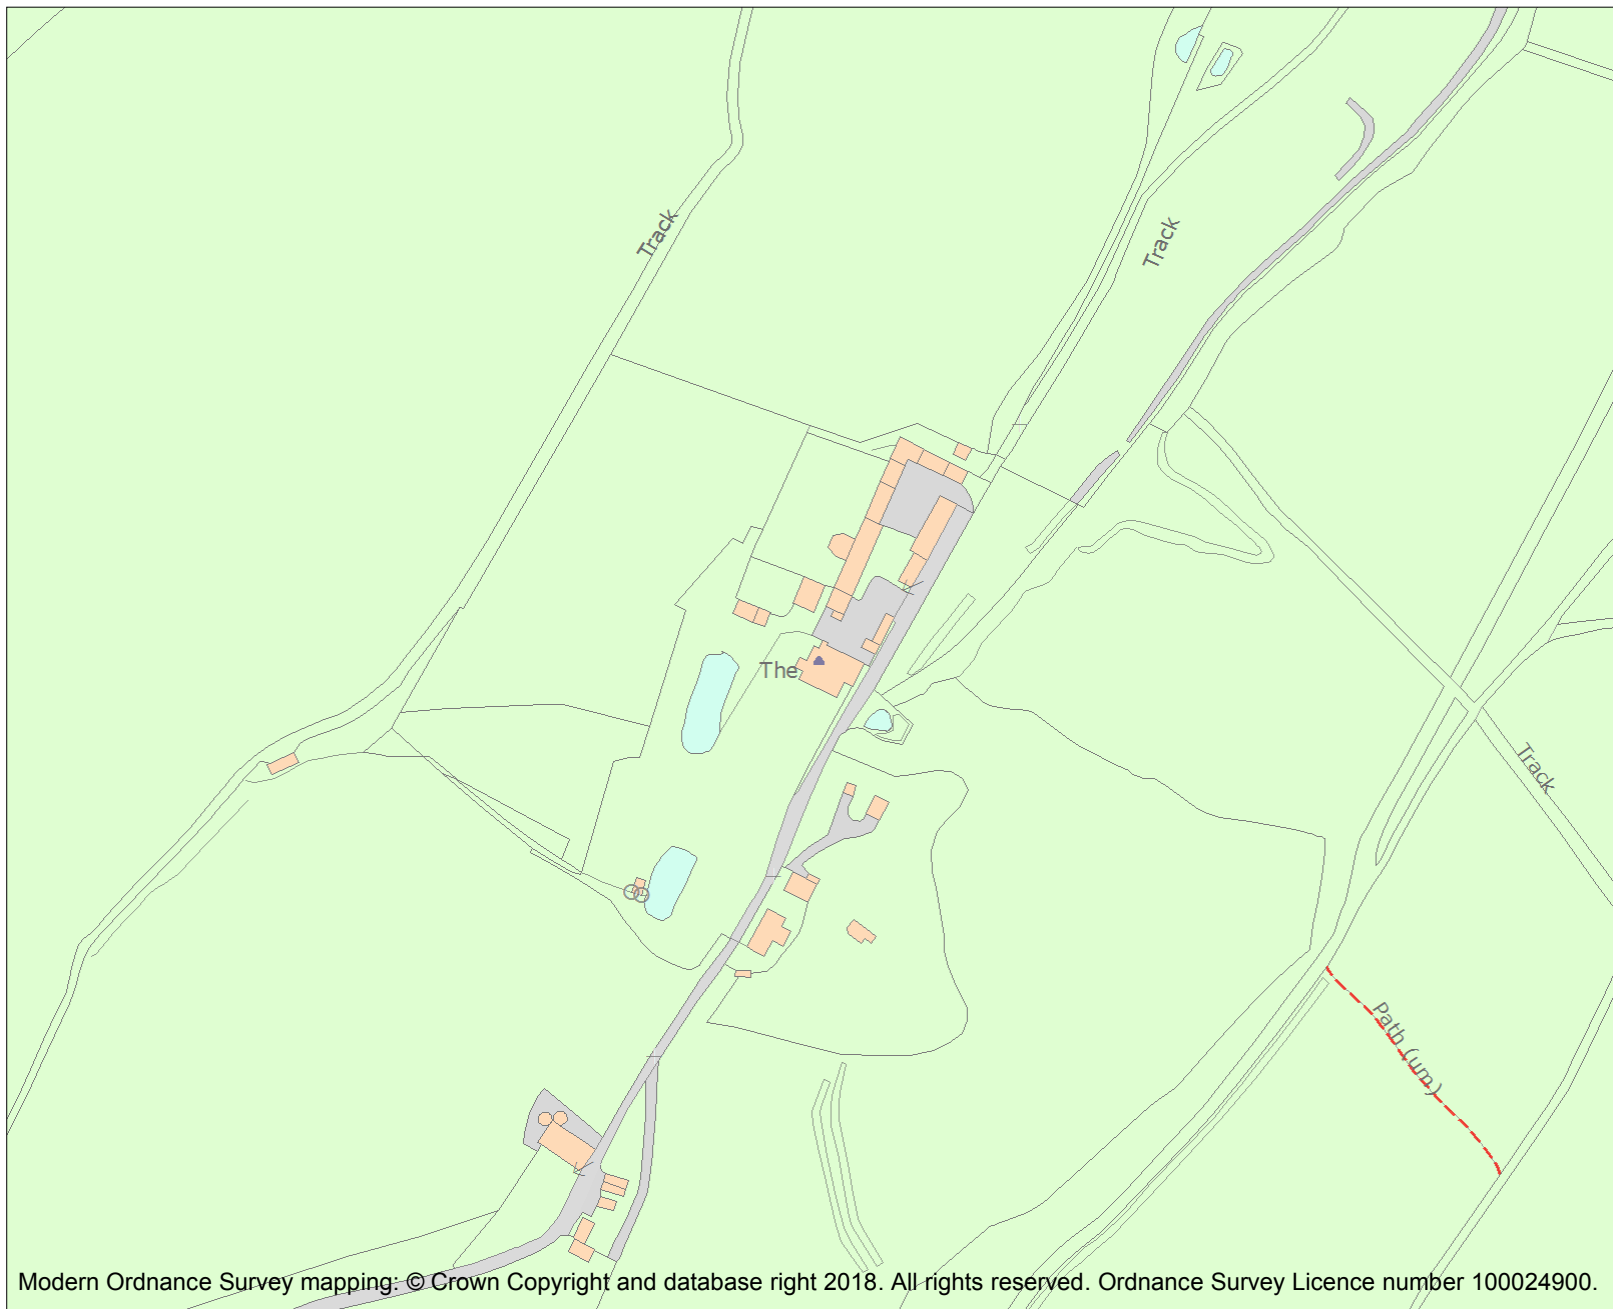 Track
Track
The
Track
Path (um)
Modern Ordnance Survey mapping: © Crown Copyright and database right 2018. All rights reserved. Ordnance Survey Licence number 100024900.